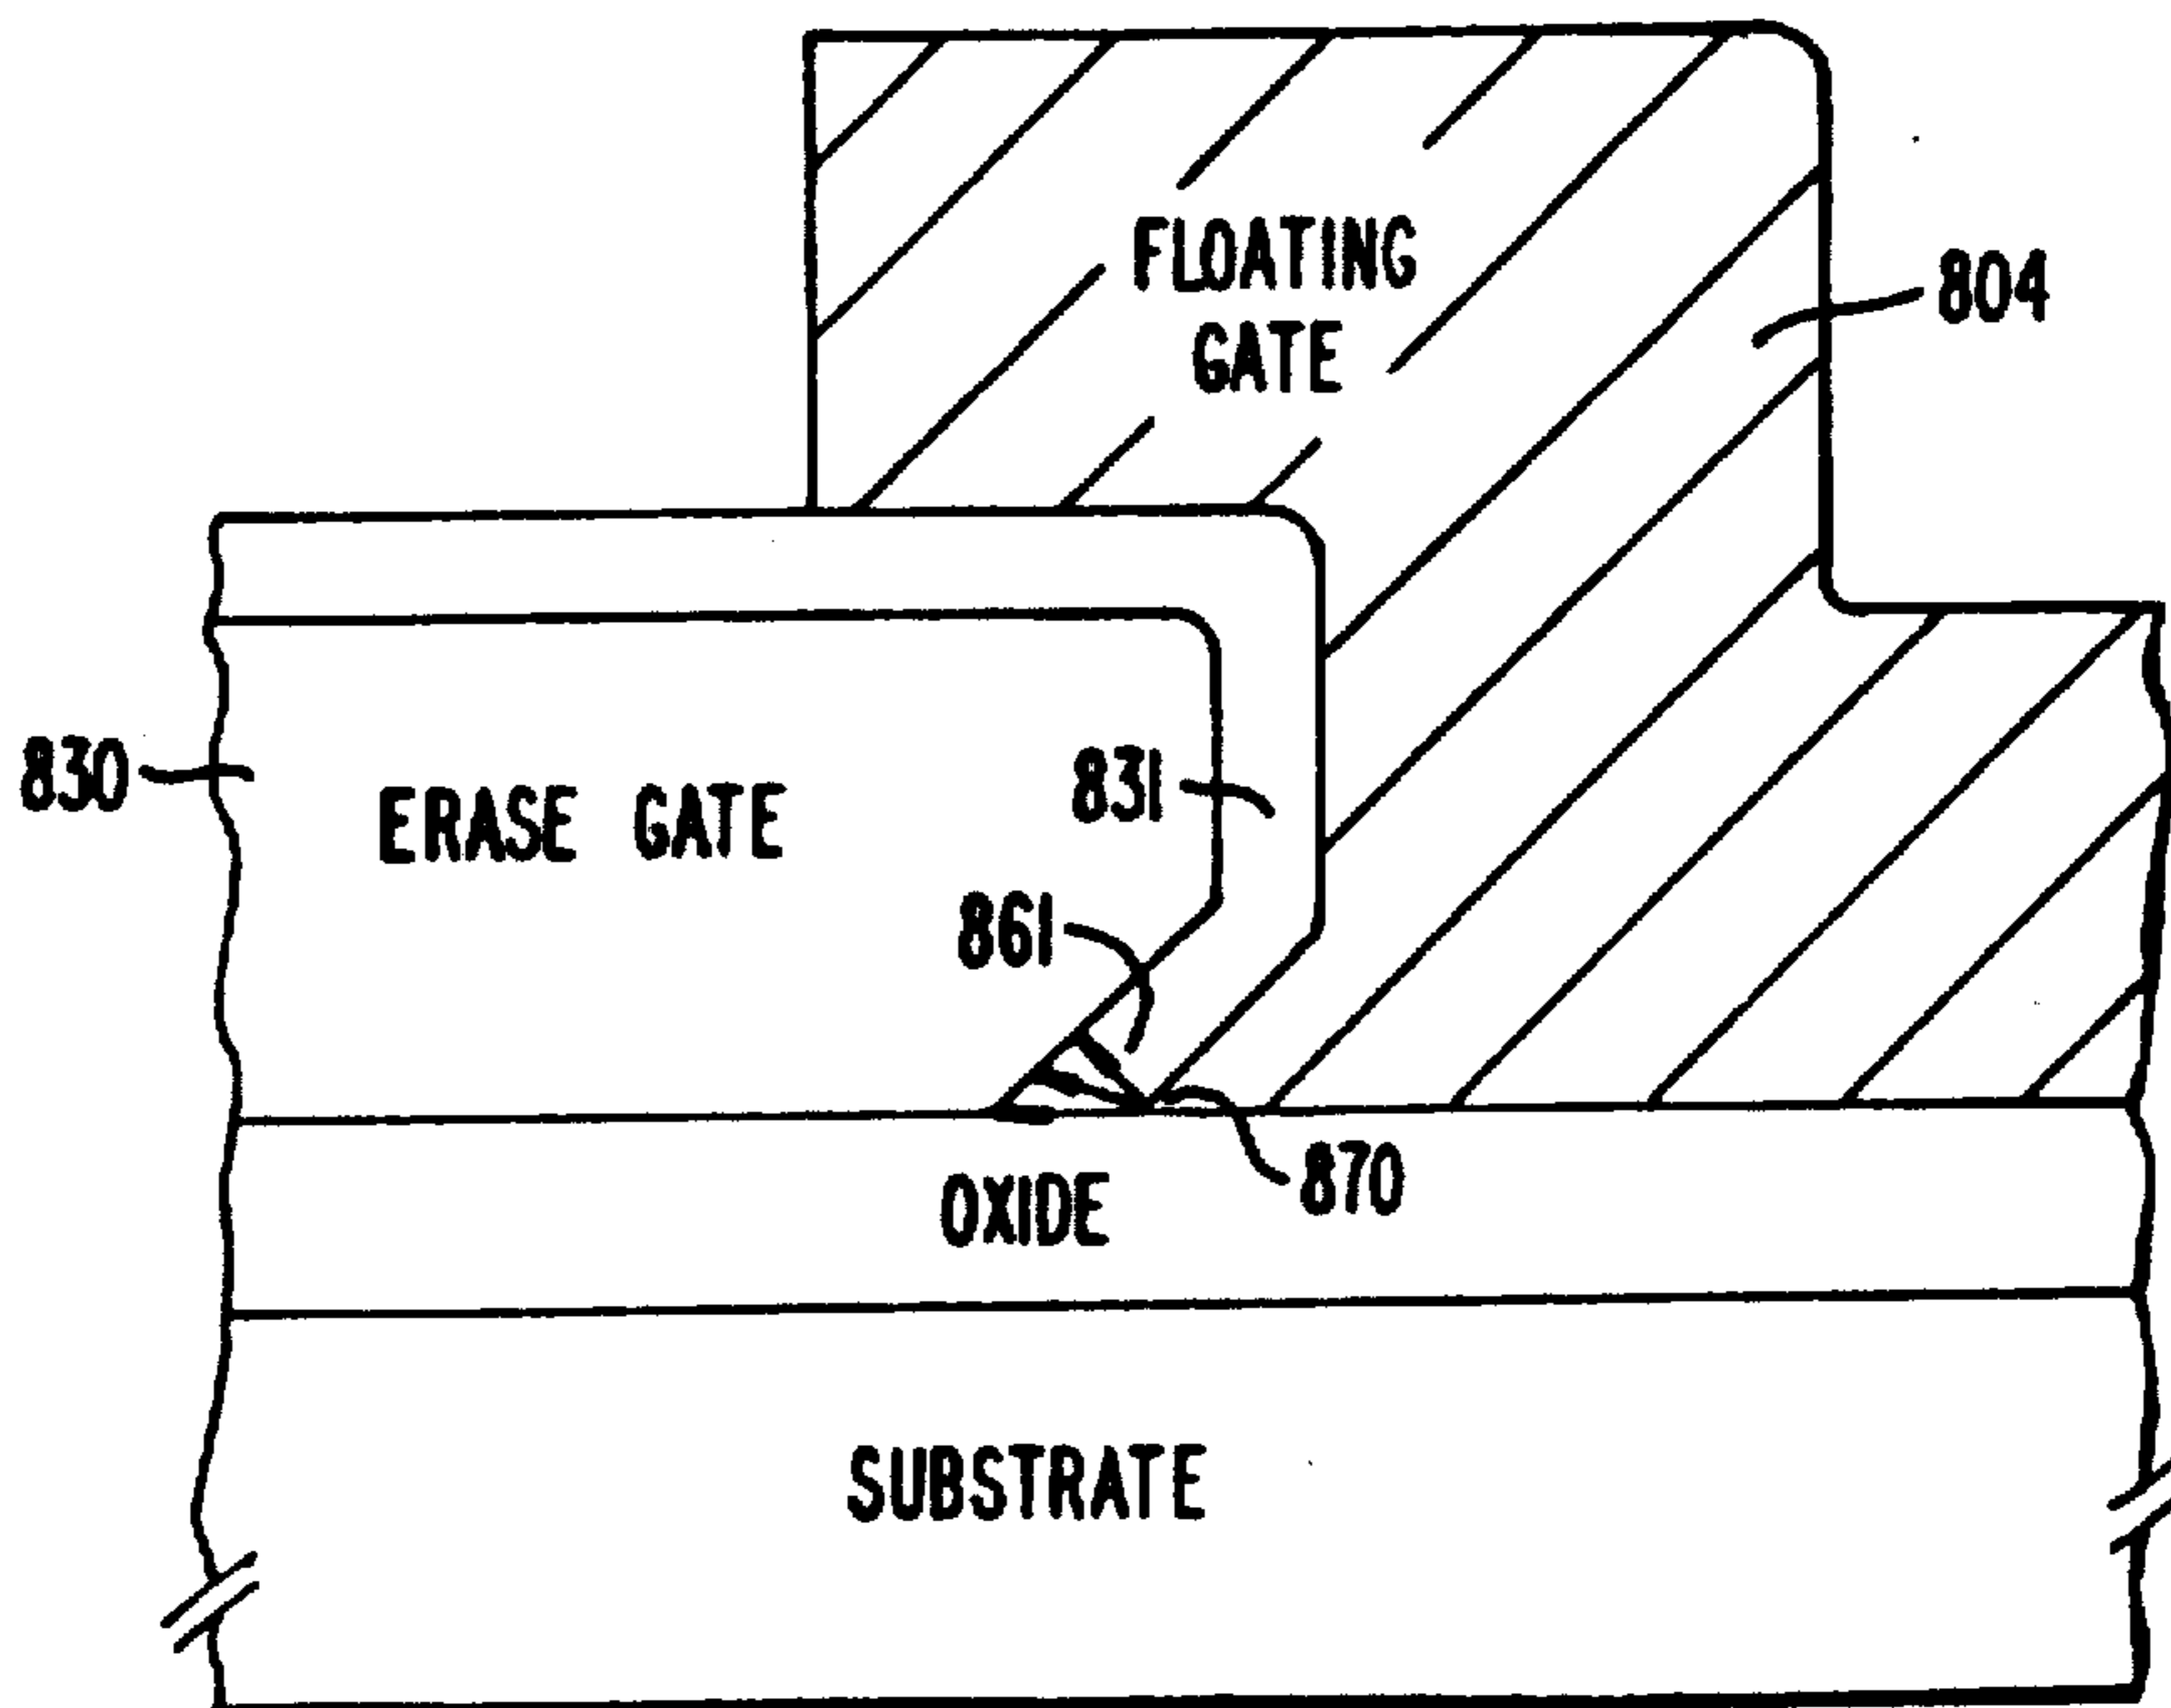 FLOATING
GATE
804
830
ERASE GATE
831
861
870
OXIDE
SUBSTRATE